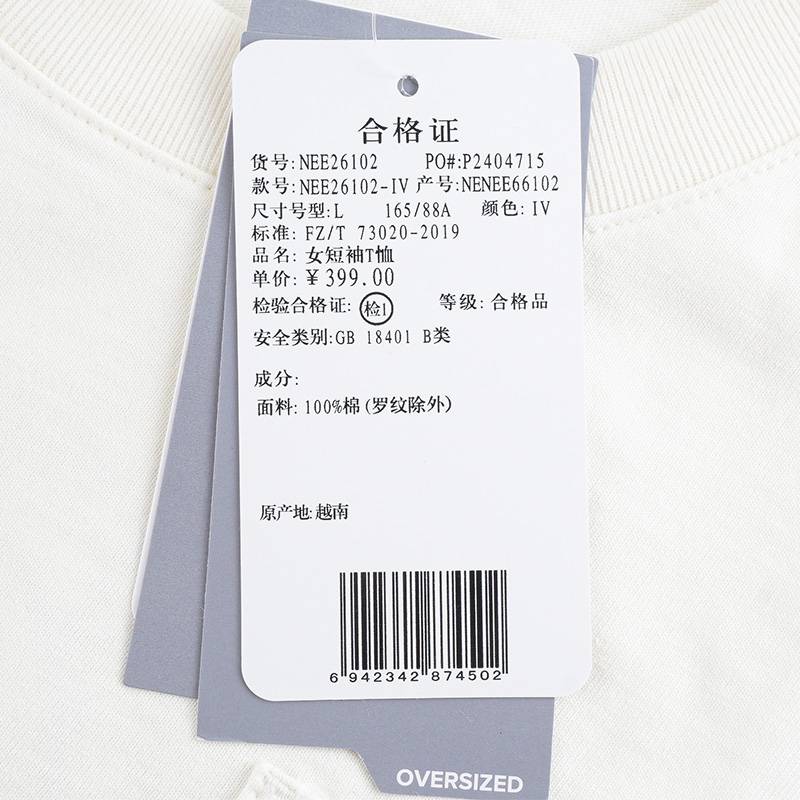 合格证
货号:NEE26102 PO#:P2404715
款号:NEE26102-IV 产号:NENEE66102
尺寸号型:L 165/88A 颜色:IV
标准: FZ/T 73020-2019
品名: 女短袖T恤
单价:￥399.00
检验合格证: 检1 等级: 合格品
安全类别:GB 18401 B类
成分:
面料: 100%棉(罗纹除外)
原产地:越南
6 942342 874502
OVERSIZED